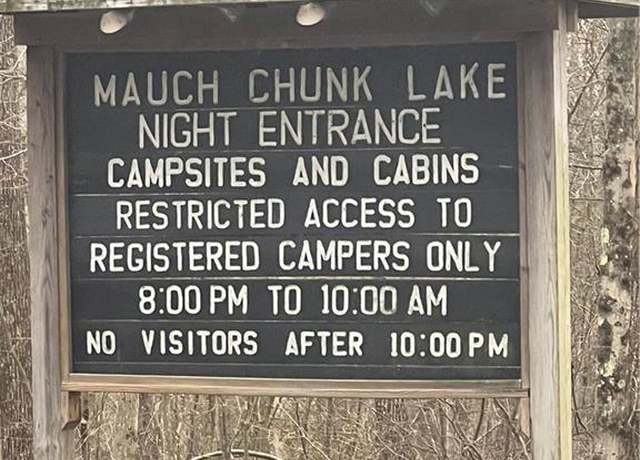 MAUCH CHUNK LAKE
NIGHT ENTRANCE
CAMPSITES AND CABINS
RESTRICTED ACCESS TO
REGISTERED CAMPERS ONLY
8:00 PM TO 10:00 AM
NO VISITORS AFTER 10:00 PM